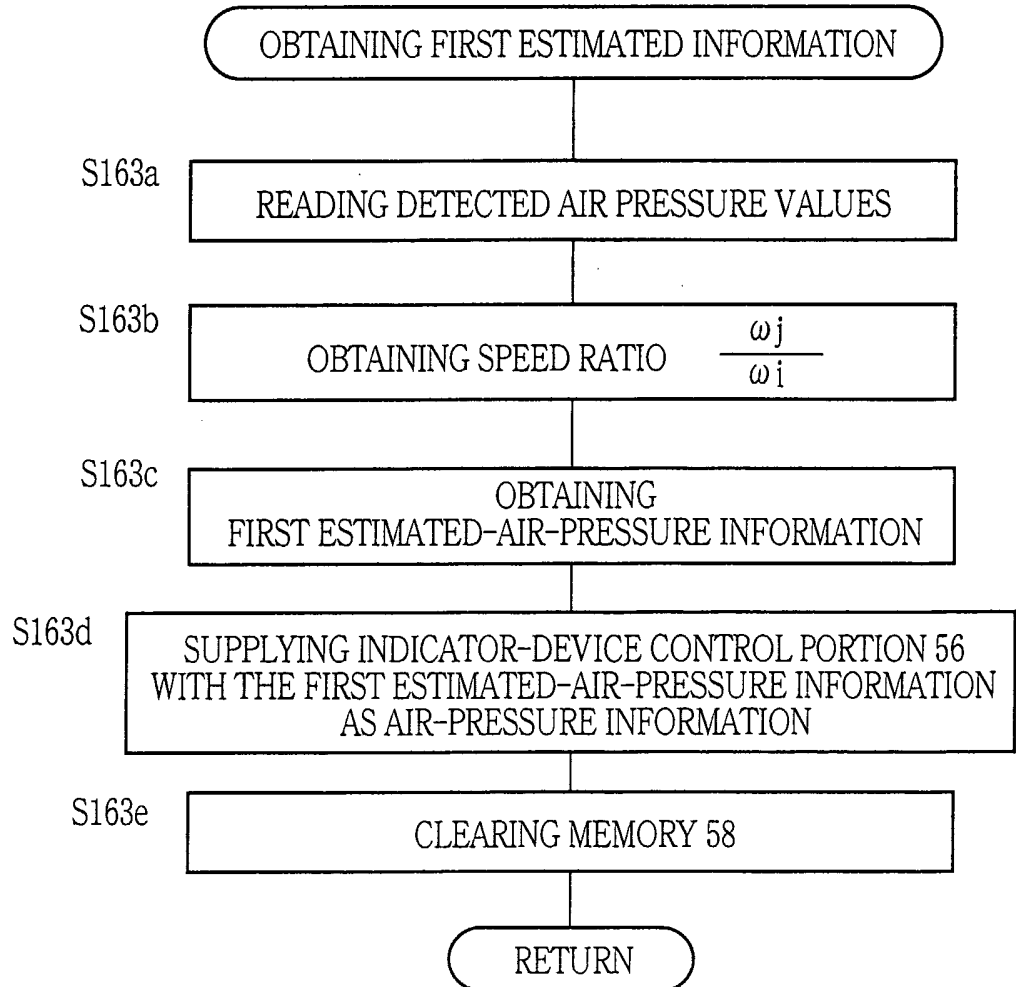 OBTAINING FIRST ESTIMATED INFORMATION
S163a
READING DETECTED AIR PRESSURE VALUES
S163b
OBTAINING SPEED RATIO ωj / ωi
S163c
OBTAINING
FIRST ESTIMATED-AIR-PRESSURE INFORMATION
S163d
SUPPLYING INDICATOR-DEVICE CONTROL PORTION 56
WITH THE FIRST ESTIMATED-AIR-PRESSURE INFORMATION
AS AIR-PRESSURE INFORMATION
S163e
CLEARING MEMORY 58
RETURN